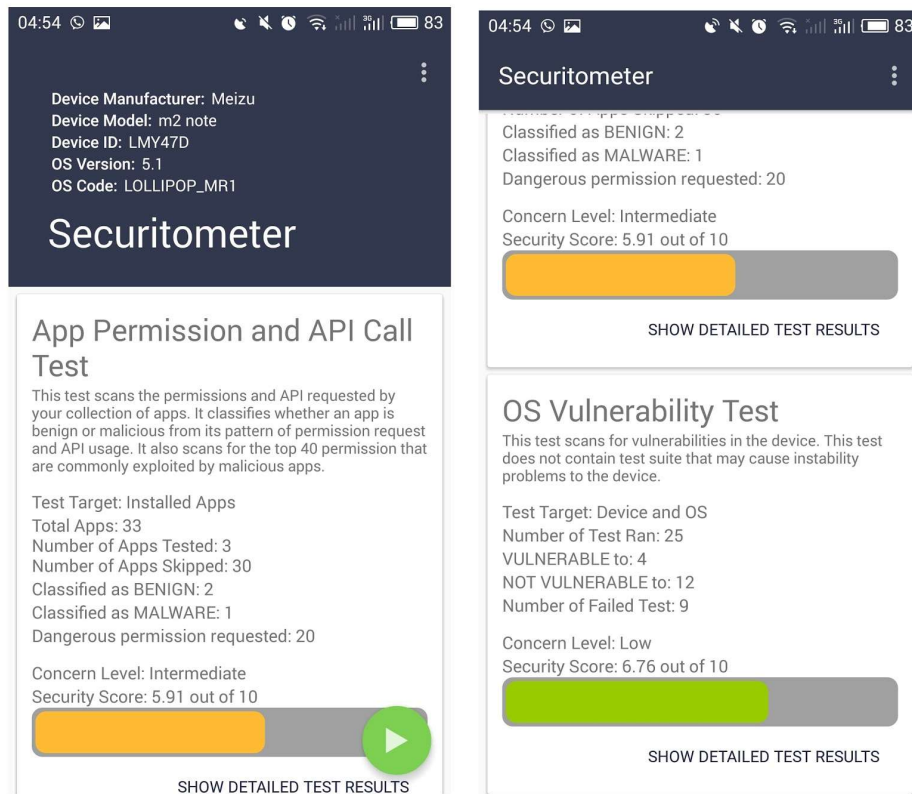 04:54
3G
83
Device Manufacturer: Meizu
Device Model: m2 note
Device ID: LMY47D
OS Version: 5.1
OS Code: LOLLIPOP_MR1
Securitometer
App Permission and API Call
Test
This test scans the permissions and API requested by
your collection of apps. It classifies whether an app is
benign or malicious from its pattern of permission request
and API usage. It also scans for the top 40 permission that
are commonly exploited by malicious apps.
Test Target: Installed Apps
Total Apps: 33
Number of Apps Tested: 3
Number of Apps Skipped: 30
Classified as BENIGN: 2
Classified as MALWARE: 1
Dangerous permission requested: 20
Concern Level: Intermediate
Security Score: 5.91 out of 10
SHOW DETAILED TEST RESULTS
04:54
3G
83
Securitometer
Classified as BENIGN: 2
Classified as MALWARE: 1
Dangerous permission requested: 20
Concern Level: Intermediate
Security Score: 5.91 out of 10
SHOW DETAILED TEST RESULTS
OS Vulnerability Test
This test scans for vulnerabilities in the device. This test
does not contain test suite that may cause instability
problems to the device.
Test Target: Device and OS
Number of Test Ran: 25
VULNERABLE to: 4
NOT VULNERABLE to: 12
Number of Failed Test: 9
Concern Level: Low
Security Score: 6.76 out of 10
SHOW DETAILED TEST RESULTS